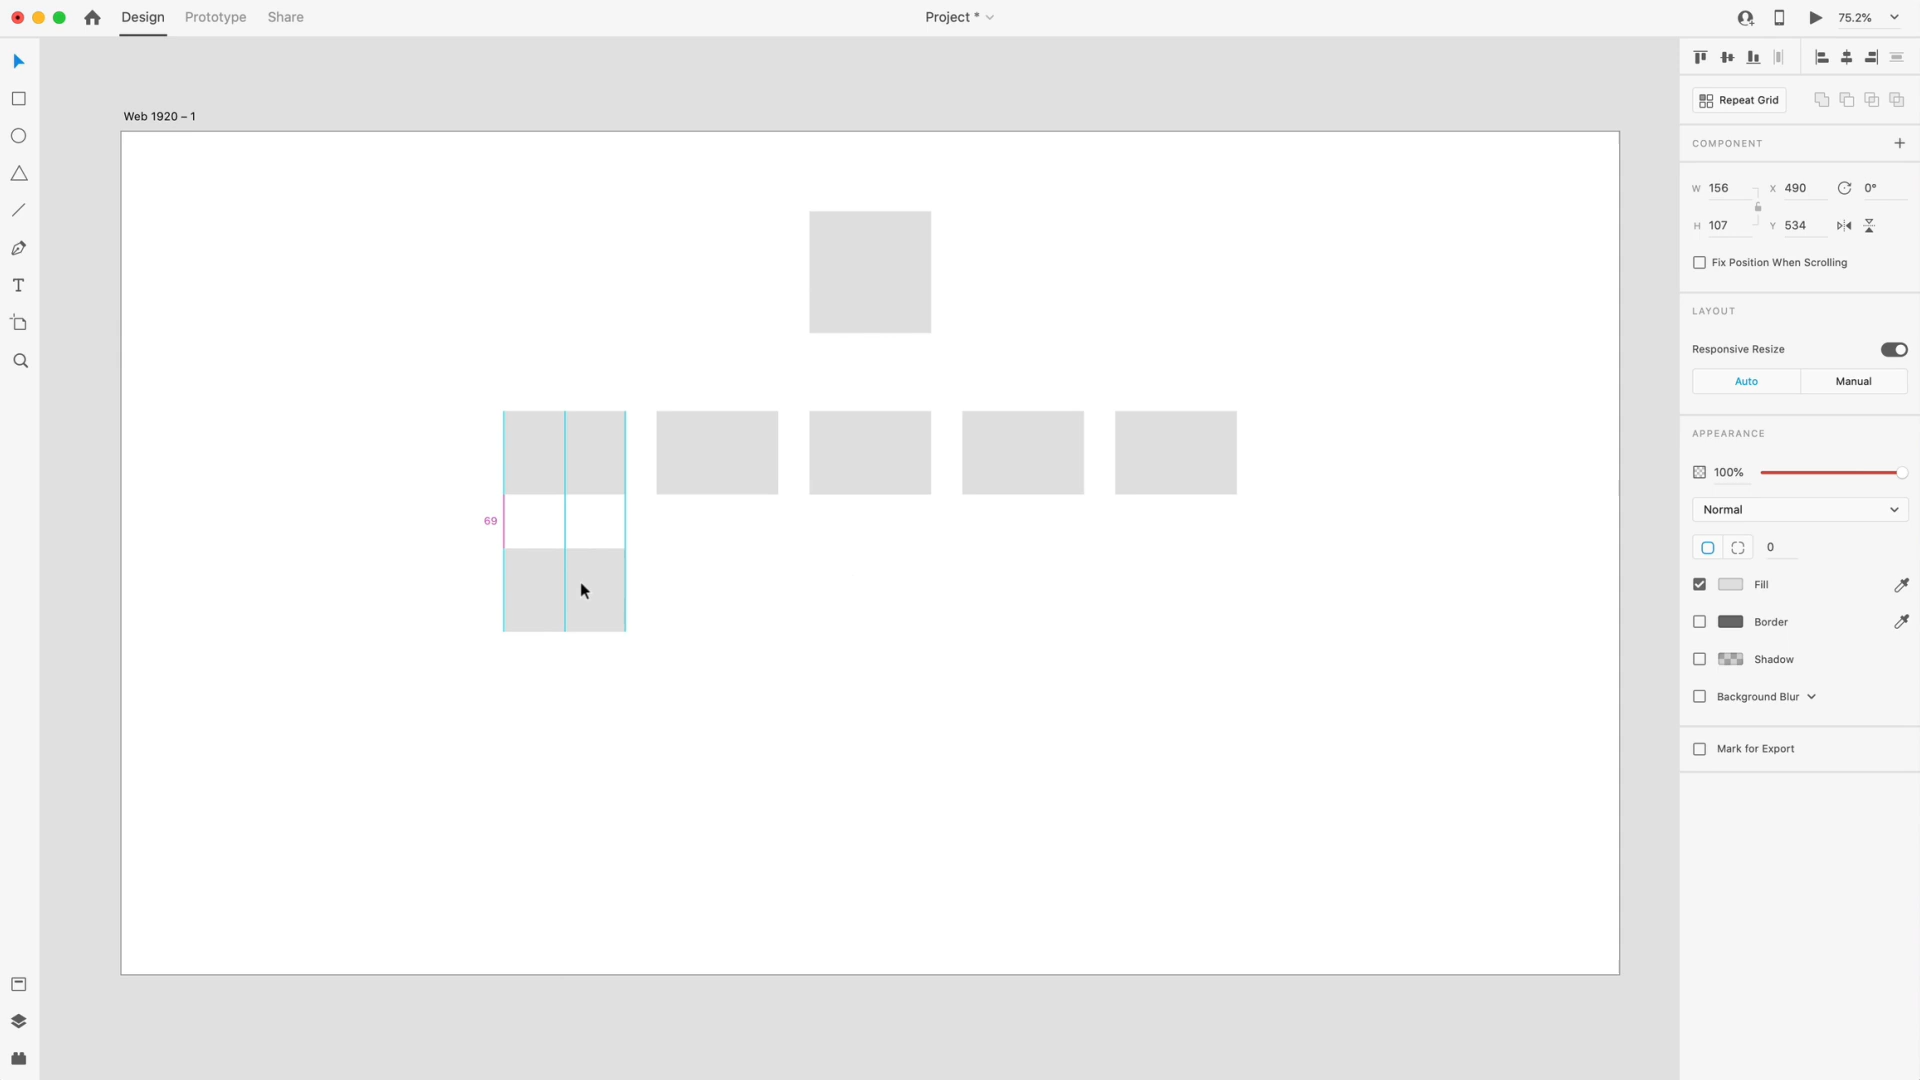 Design Prototype Share Project * 75.2%
Web 1920 – 1
Repeat Grid
COMPONENT
W 156 X 490 0°
H 107 Y 534
Fix Position When Scrolling
LAYOUT
Responsive Resize
Auto Manual
APPEARANCE
100%
Normal
69
0
Fill
Border
Shadow
Background Blur
Mark for Export